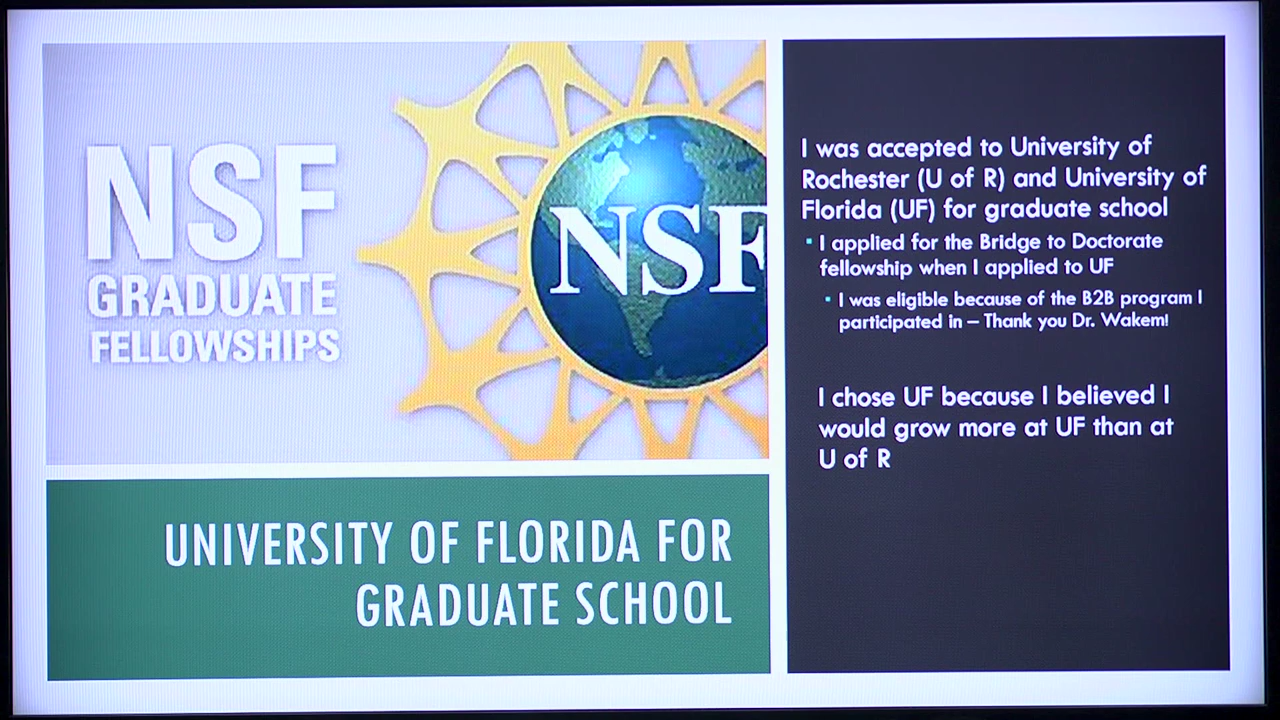 NSF
GRADUATE
FELLOWSHIPS
NSF
UNIVERSITY OF FLORIDA FOR
GRADUATE SCHOOL
I was accepted to University of
Rochester (U of R) and University of
Florida (UF) for graduate school
I applied for the Bridge to Doctorate
fellowship when I applied to UF
I was eligible because of the B2B program I
participated in – Thank you Dr. Wakem!
I chose UF because I believed I
would grow more at UF than at
U of R